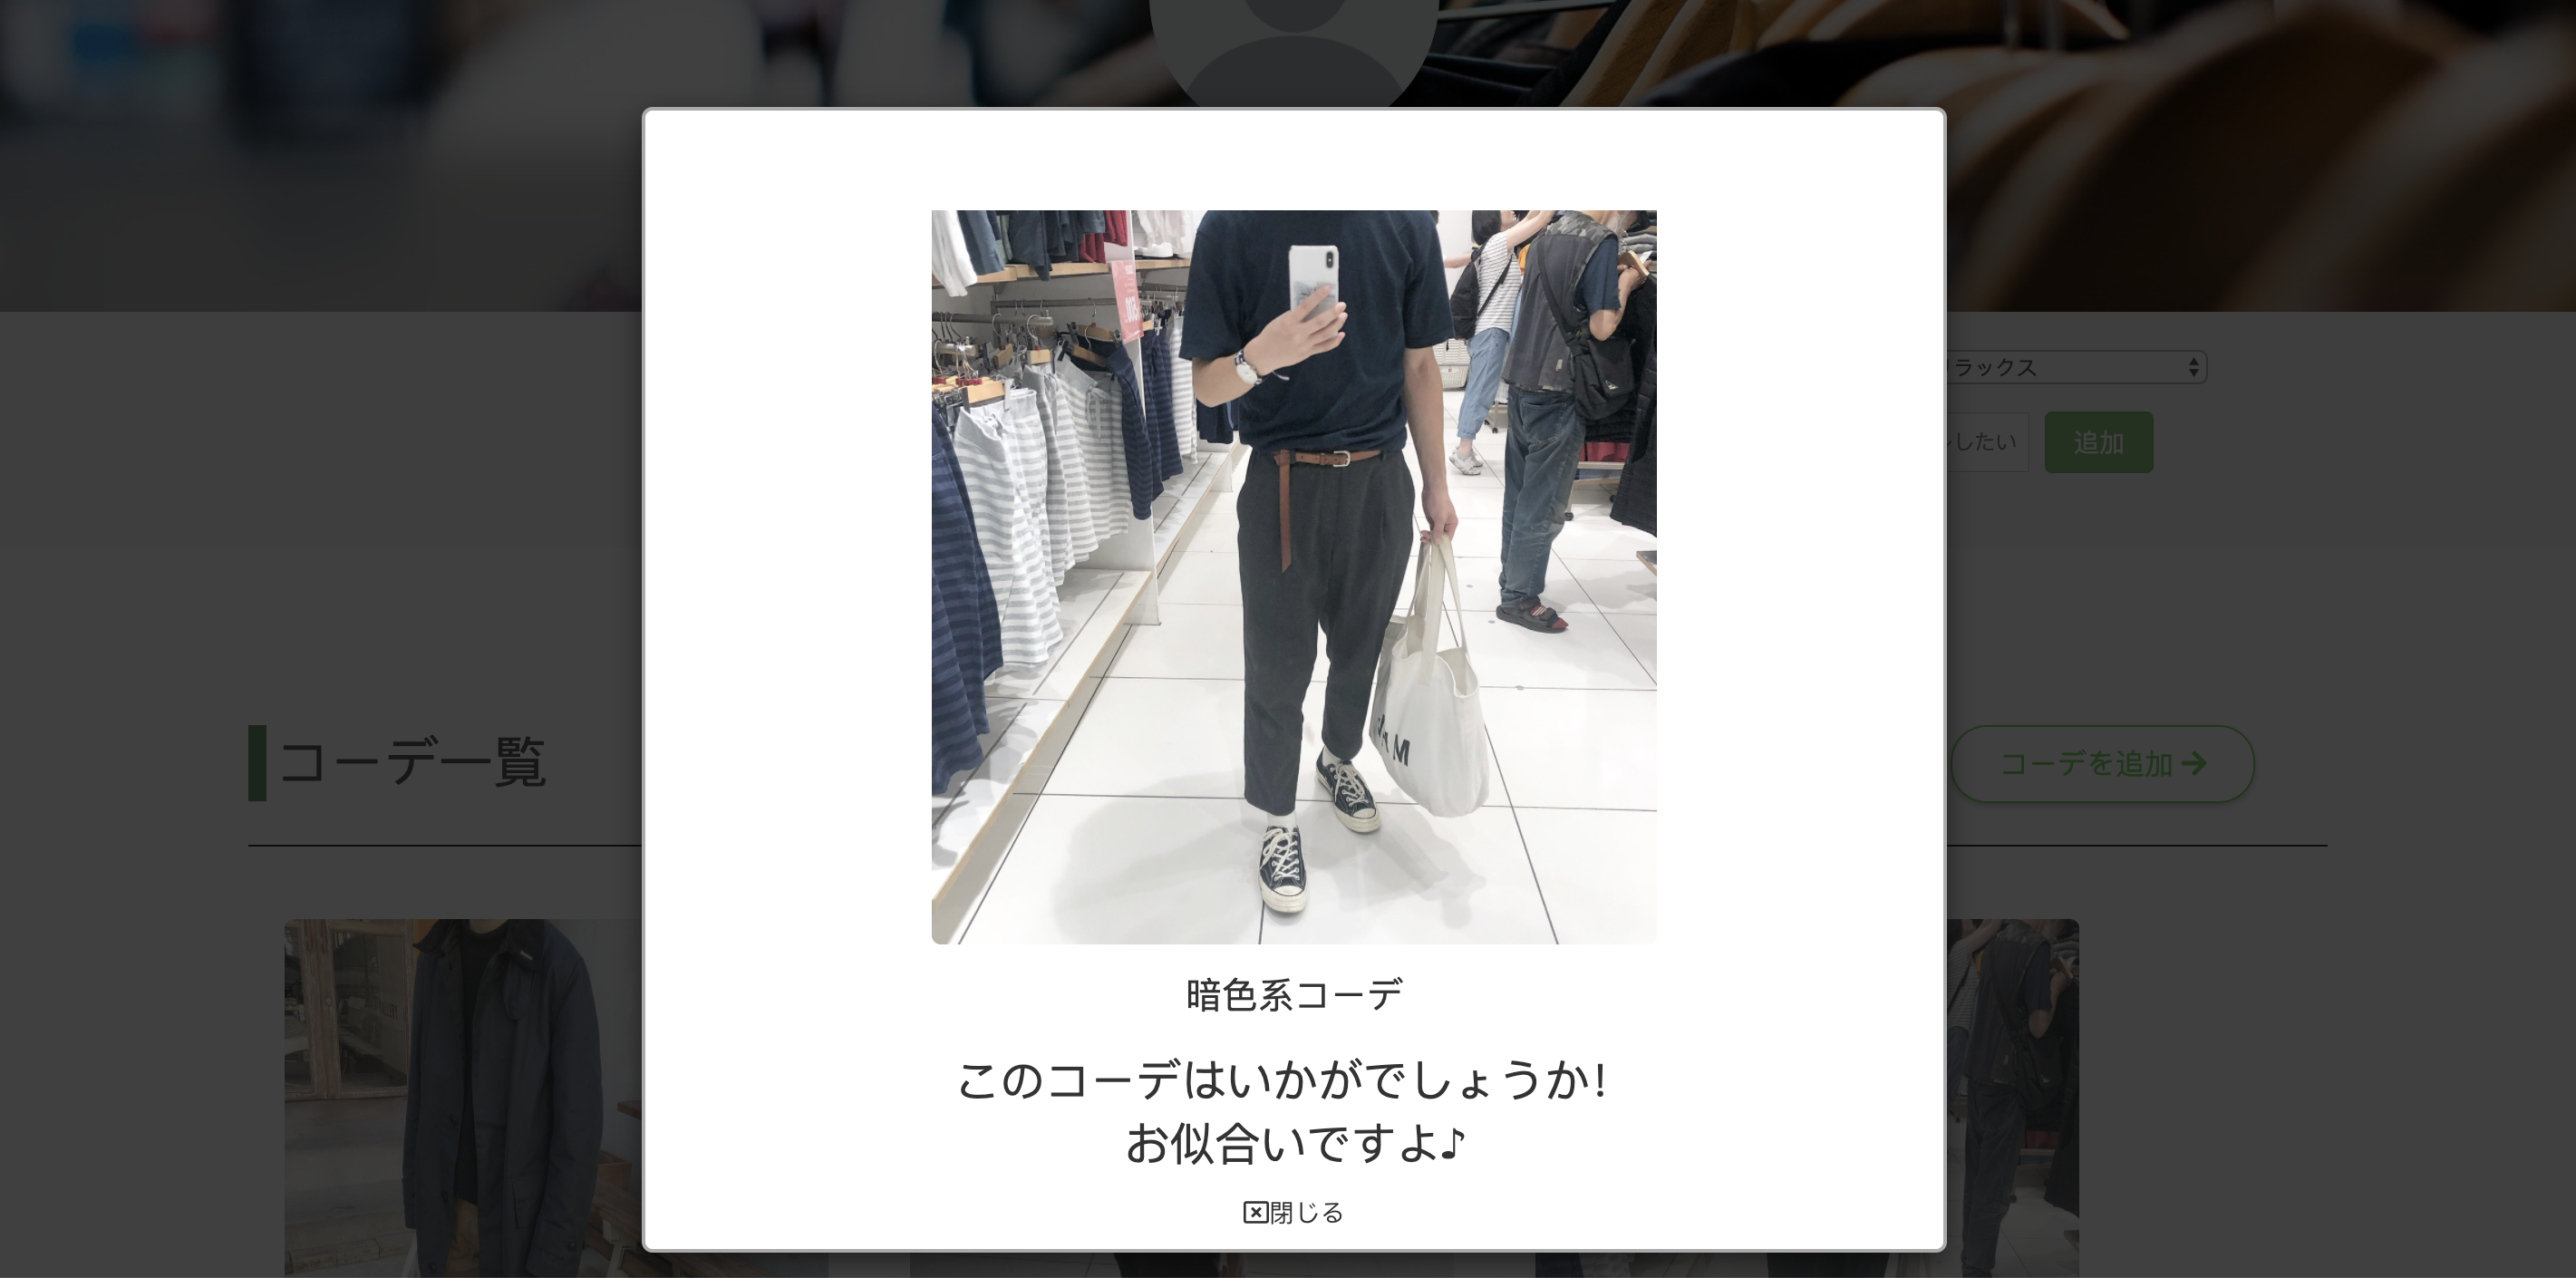 ラックス
したい
追加
コーデ一覧
コーデを追加
暗色系コーデ
このコーデはいかがでしょうか!
お似合いですよ♪
閉じる